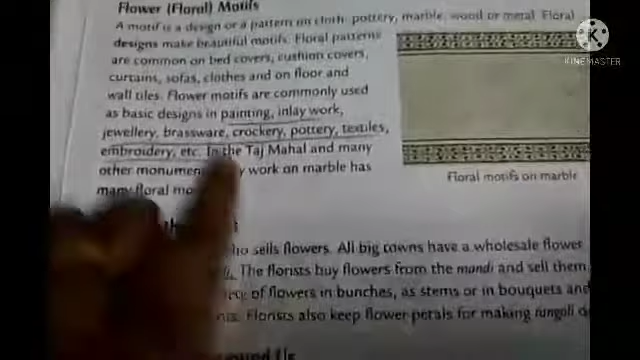 Flower (Floral) Motifs
A motif is a design or a pattern on cloth, pottery, marble, wood or metal. Floral
designs make beautiful motifs. Floral patterns
are common on bed covers, cushion covers,
curtains, sofas, clothes and on floor and
wall tiles. Flower motifs are commonly used
as basic designs in painting, inlay work,
jewellery, brassware, crockery, pottery, textiles,
embroidery, etc. In the Taj Mahal and many
other monumen work on marble has
many floral mo
Floral motifs on marble
ho sells flowers. All big towns have a wholesale flower
The florists buy flowers from the mandi and sell them
of flowers in bunches, as stems or in bouquets and
Florists also keep flower petals for making rangoli
Us
KINEMASTER